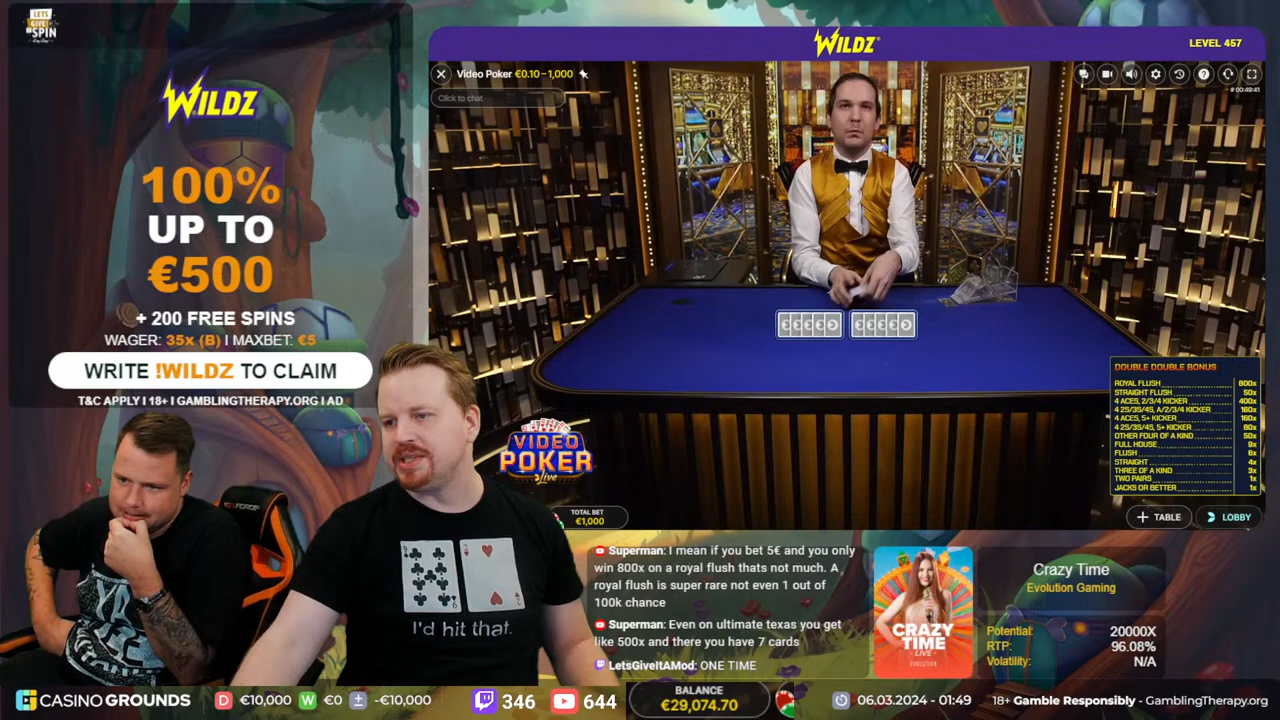 LETS
GIVE IT
A SPIN
WILDZ
100%
UP TO
€500
+ 200 FREE SPINS
WAGER: 35x (B) I MAXBET: €5
WRITE !WILDZ TO CLAIM
T&C APPLY I 18+ I GAMBLINGTHERAPY.ORG I AD
WILDZ
LEVEL 457
Video Poker €0.10–1,000
Click to chat
# 00:49:41
DOUBLE DOUBLE BONUS
ROYAL FLUSH 800x
STRAIGHT FLUSH 50x
4 ACES, 2/3/4 KICKER 400x
4 2S/3S/4S, A/2/3/4 KICKER 160x
4 ACES, 5+ KICKER 160x
4 2S/3S/4S, 5+ KICKER 80x
OTHER FOUR OF A KIND 50x
FULL HOUSE 9x
FLUSH 6x
STRAIGHT 4x
THREE OF A KIND 3x
TWO PAIRS 1x
JACKS OR BETTER 1x
VIDEO
POKER
live
TOTAL BET
€1,000
+ TABLE
LOBBY
I'd hit that.
Superman: I mean if you bet 5€ and you only
win 800x on a royal flush thats not much. A
royal flush is super rare not even 1 out of
100k chance
Superman: Even on ultimate texas you get
like 500x and there you have 7 cards
LetsGiveItAMod: ONE TIME
CRAZY
TIME
LIVE
EVOLUTION
Crazy Time
Evolution Gaming
Potential: 20000X
RTP: 96.08%
Volatility: N/A
CASINO GROUNDS
D €10,000 W €0 ± -€10,000
346
644
BALANCE
€29,074.70
06.03.2024 - 01:49
18+ Gamble Responsibly - GamblingTherapy.org